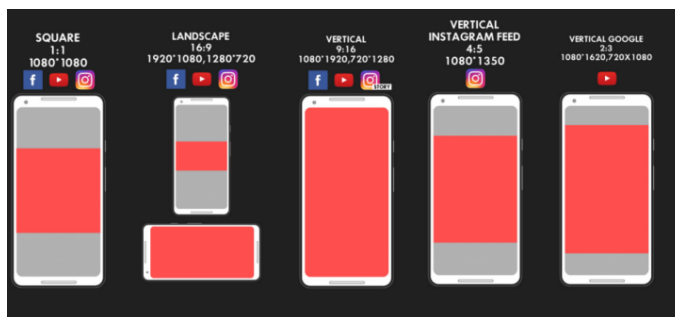 SQUARE
1:1
1080*1080
LANDSCAPE
16:9
1920*1080,1280*720
VERTICAL
9:16
1080*1920,720*1280
STORY
VERTICAL
INSTAGRAM FEED
4:5
1080*1350
VERTICAL GOOGLE
2:3
1080*1620,720X1080